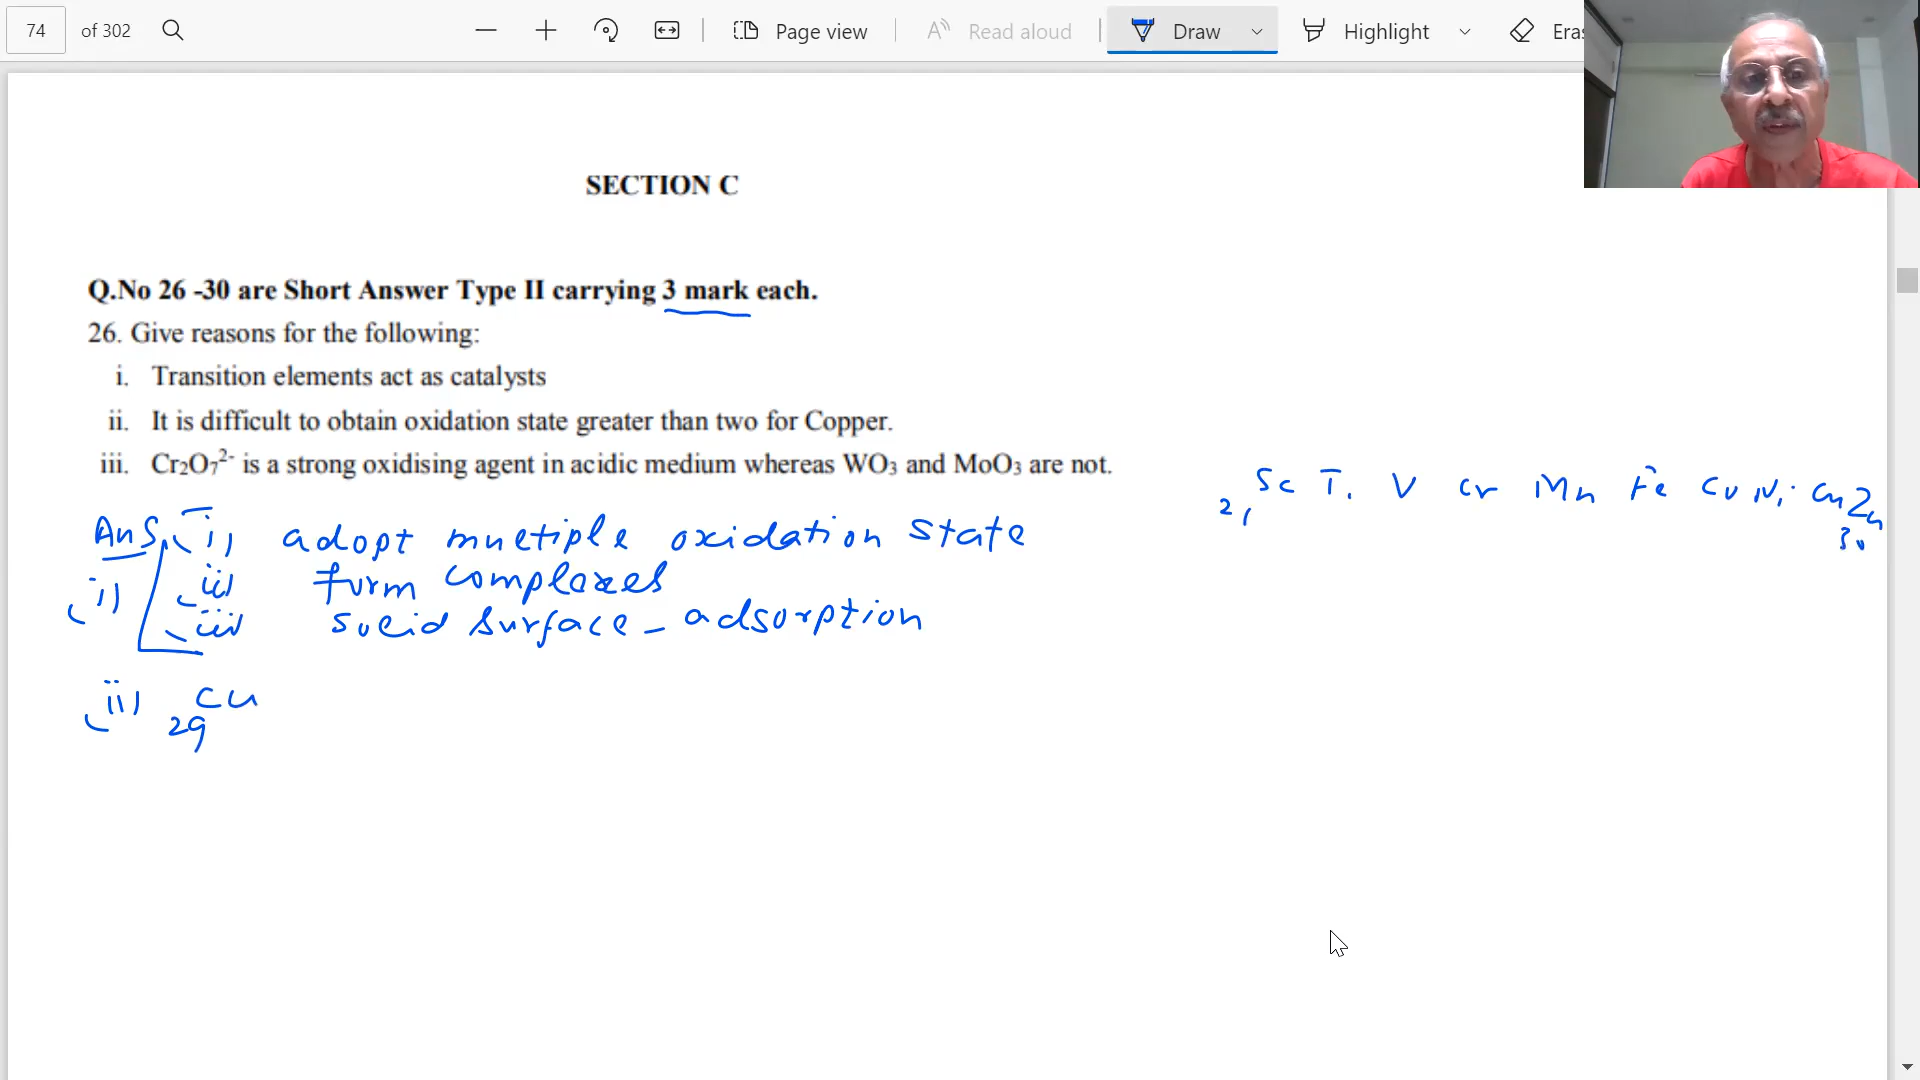 74 of 302 Page view Read aloud Draw Highlight Eras
SECTION C
Q.No 26 -30 are Short Answer Type II carrying 3 mark each.
26. Give reasons for the following:
i. Transition elements act as catalysts
ii. It is difficult to obtain oxidation state greater than two for Copper.
iii. Cr₂O₇²⁻ is a strong oxidising agent in acidic medium whereas WO₃ and MoO₃ are not.
21 Sc Ti V Cr Mn Fe Co Ni Cu Zn 30
Ans. (i) adopt multiple oxidation state
(i) (ii) form complexes
(iii) solid surface - adsorption
(ii) 29 Cu